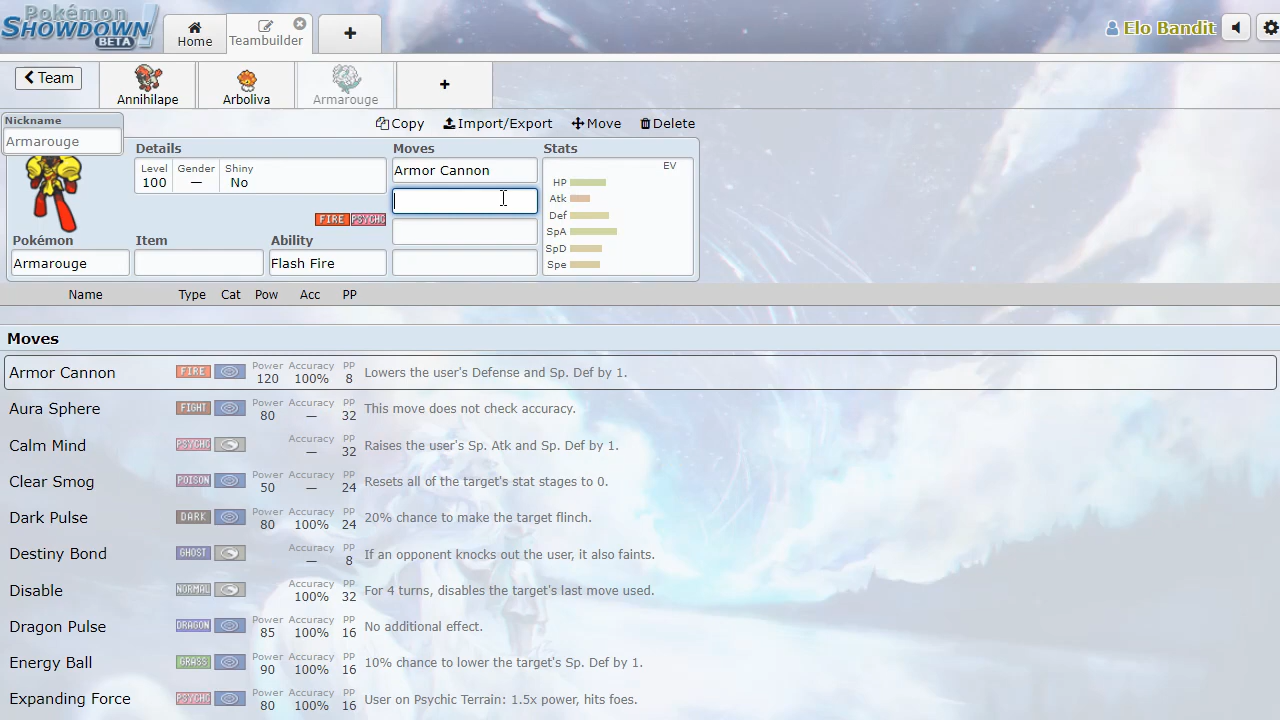 Pokémon
SHOWDOWN!
BETA
Home
Teambuilder
+
Elo Bandit
Team
Annihilape
Arboliva
Armarouge
+
Nickname
Armarouge
Copy
Import/Export
Move
Delete
Details
Moves
Stats
Level
Gender
Shiny
100
—
No
FIRE
PSYCHC
Pokémon
Item
Ability
Armarouge
Flash Fire
Armor Cannon
EV
HP
Atk
Def
SpA
SpD
Spe
Name Type Cat Pow Acc PP
Moves
Armor Cannon FIRE Power 120 Accuracy 100% PP 8 Lowers the user's Defense and Sp. Def by 1.
Aura Sphere FIGHT Power 80 Accuracy — PP 32 This move does not check accuracy.
Calm Mind PSYCHC Accuracy — PP 32 Raises the user's Sp. Atk and Sp. Def by 1.
Clear Smog POISON Power 50 Accuracy — PP 24 Resets all of the target's stat stages to 0.
Dark Pulse DARK Power 80 Accuracy 100% PP 24 20% chance to make the target flinch.
Destiny Bond GHOST Accuracy — PP 8 If an opponent knocks out the user, it also faints.
Disable NORMAL Accuracy 100% PP 32 For 4 turns, disables the target's last move used.
Dragon Pulse DRAGON Power 85 Accuracy 100% PP 16 No additional effect.
Energy Ball GRASS Power 90 Accuracy 100% PP 16 10% chance to lower the target's Sp. Def by 1.
Expanding Force PSYCHC Power 80 Accuracy 100% PP 16 User on Psychic Terrain: 1.5x power, hits foes.